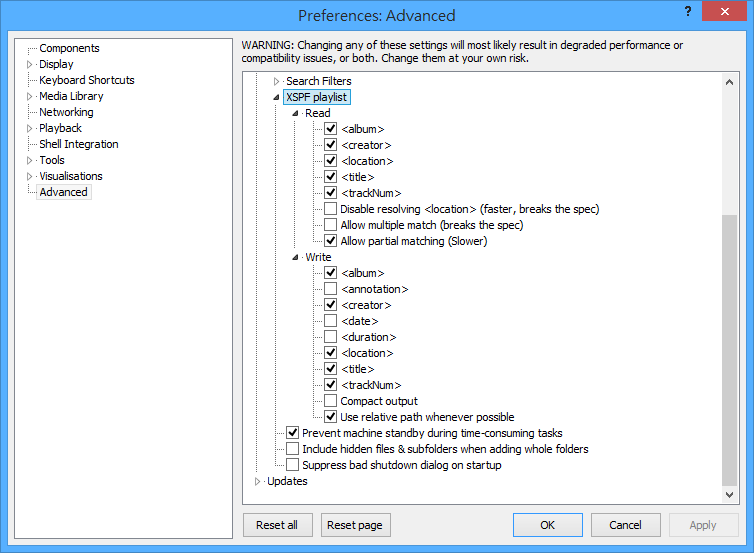 Preferences: Advanced
?
Components
Display
Keyboard Shortcuts
Media Library
Networking
Playback
Shell Integration
Tools
Visualisations
Advanced
WARNING: Changing any of these settings will most likely result in degraded performance or
compatibility issues, or both. Change them at your own risk.
Search Filters
XSPF playlist
Read
<album>
<creator>
<location>
<title>
<trackNum>
Disable resolving <location> (faster, breaks the spec)
Allow multiple match (breaks the spec)
Allow partial matching (Slower)
Write
<album>
<annotation>
<creator>
<date>
<duration>
<location>
<title>
<trackNum>
Compact output
Use relative path whenever possible
Prevent machine standby during time-consuming tasks
Include hidden files & subfolders when adding whole folders
Suppress bad shutdown dialog on startup
Updates
Reset all
Reset page
OK
Cancel
Apply